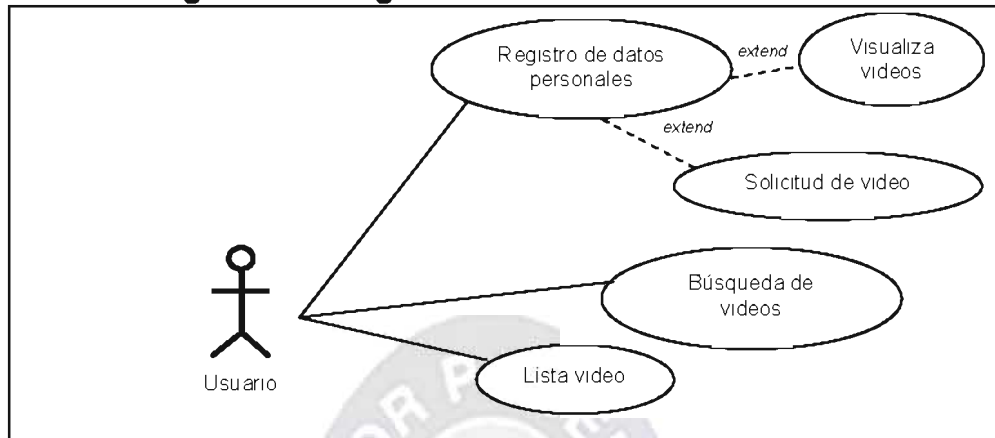 Registro de datos
personales
extend
Visualiza
videos
extend
Solicitud de video
Búsqueda de
videos
Lista video
Usuario